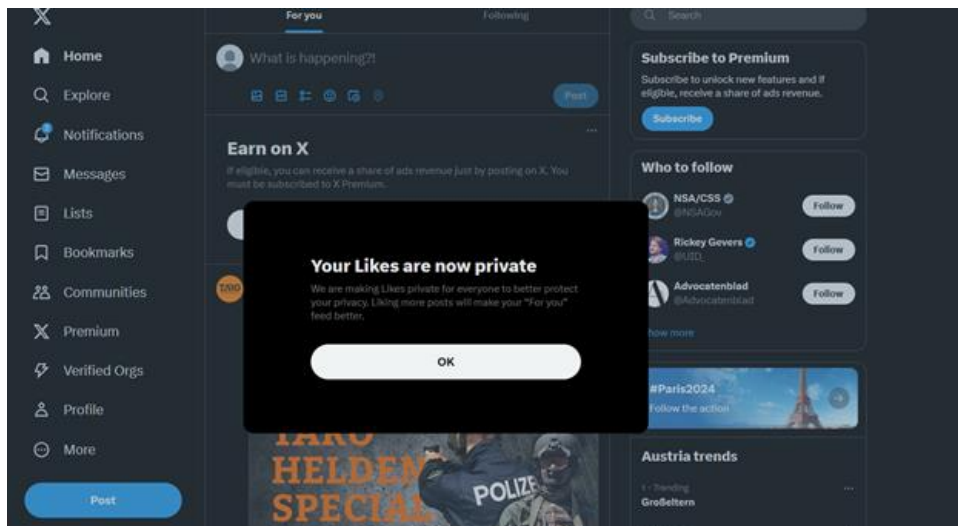 Home
Explore
Notifications
Messages
Lists
Bookmarks
Communities
Premium
Verified Orgs
Profile
More
Post
For you
Following
What is happening?!
Post
Earn on X
If eligible, you can receive a share of ads revenue just by posting on X. You
must be subscribed to X Premium.
Your Likes are now private
We are making Likes private for everyone to better protect
your privacy. Liking more posts will make your "For you"
feed better.
OK
TARO
TARO
HELDEN
SPECIAL
POLIZE
Search
Subscribe to Premium
Subscribe to unlock new features and if
eligible, receive a share of ads revenue.
Subscribe
Who to follow
NSA/CSS
@NSAGov
Follow
Rickey Gevers
@UID_
Follow
Advocatenblad
@Advocatenblad
Follow
how more
#Paris2024
Follow the action
Austria trends
1 · Trending
Großeltern